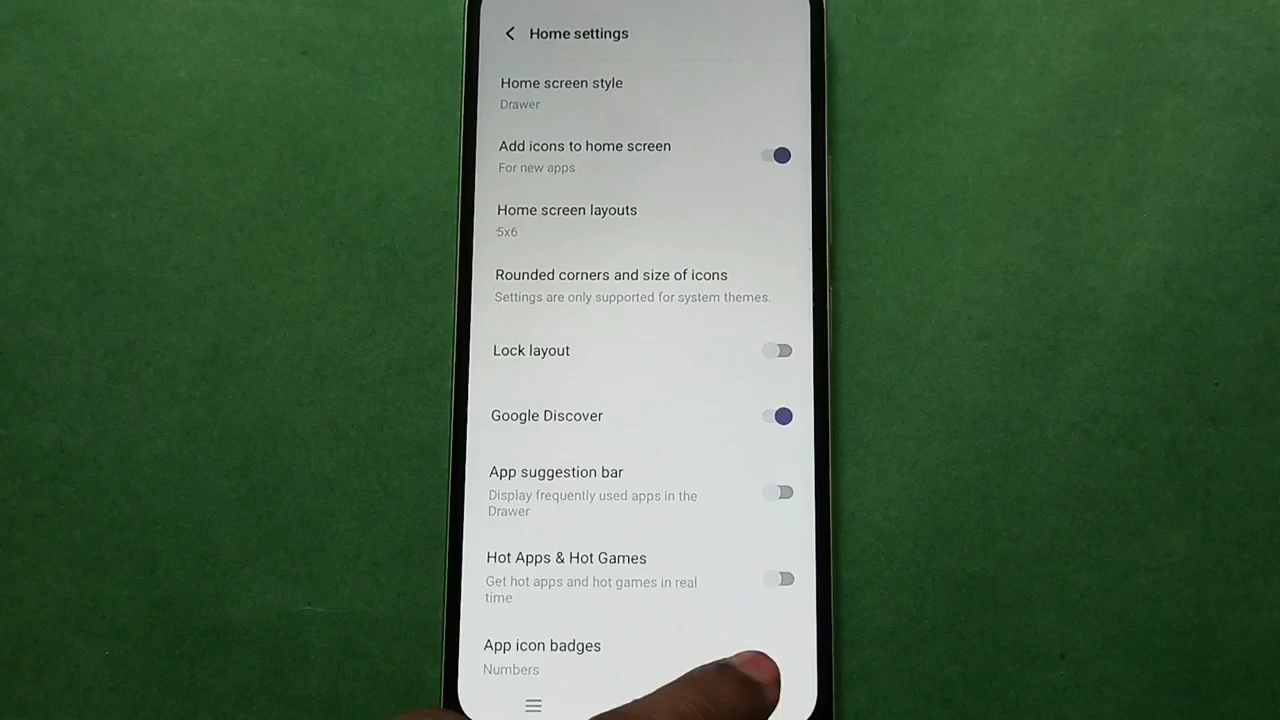 Home settings
Home screen style
Drawer
Add icons to home screen
For new apps
Home screen layouts
5x6
Rounded corners and size of icons
Settings are only supported for system themes.
Lock layout
Google Discover
App suggestion bar
Display frequently used apps in the
Drawer
Hot Apps & Hot Games
Get hot apps and hot games in real
time
App icon badges
Numbers